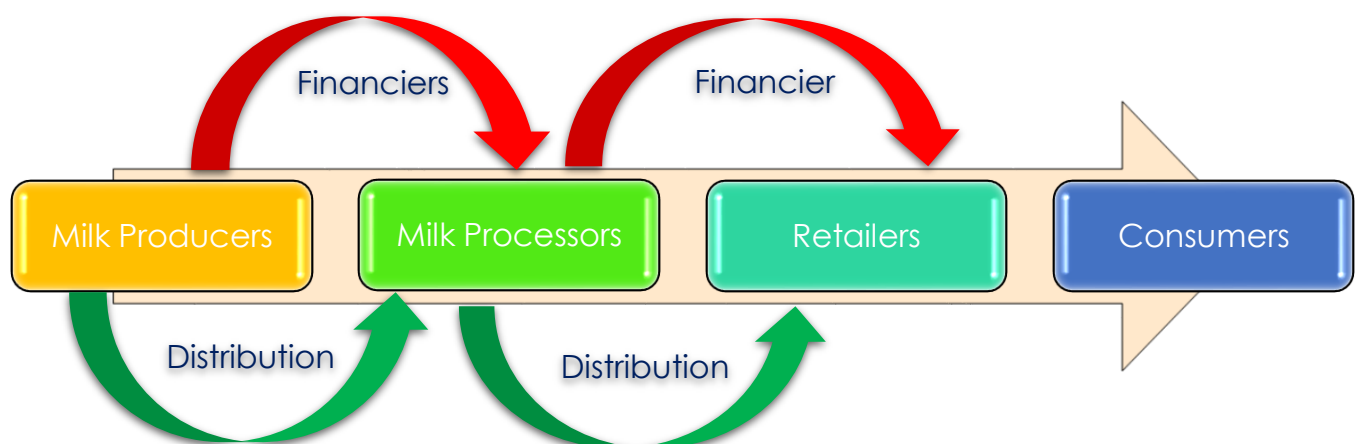 Financiers
Financier
Milk Producers
Milk Processors
Retailers
Consumers
Distribution
Distribution